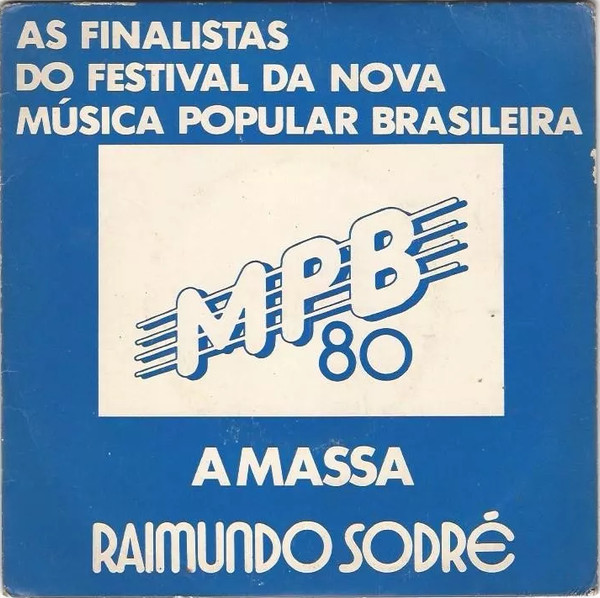 AS FINALISTAS
DO FESTIVAL DA NOVA
MÚSICA POPULAR BRASILEIRA
MPB
80
A MASSA
RAIMUNDO SODRÉ